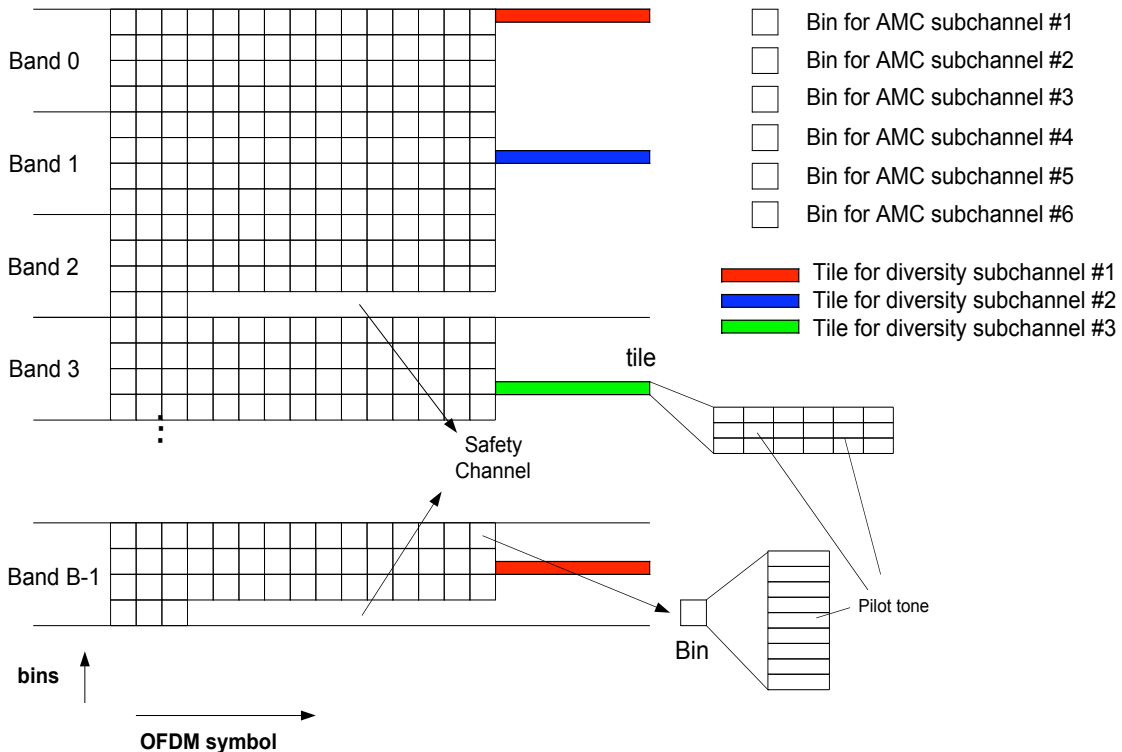 Band 0
Band 1
Band 2
Band 3
⋮
Band B-1
bins
OFDM symbol
Safety
Channel
tile
Bin
Pilot tone
Bin for AMC subchannel #1
Bin for AMC subchannel #2
Bin for AMC subchannel #3
Bin for AMC subchannel #4
Bin for AMC subchannel #5
Bin for AMC subchannel #6
Tile for diversity subchannel #1
Tile for diversity subchannel #2
Tile for diversity subchannel #3